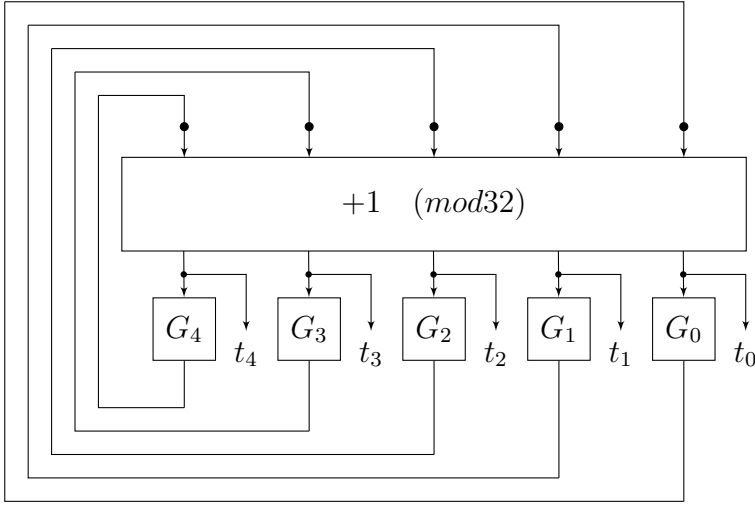 +1 (mod32)
G₄ G₃ G₂ G₁ G₀
t₄ t₃ t₂ t₁ t₀